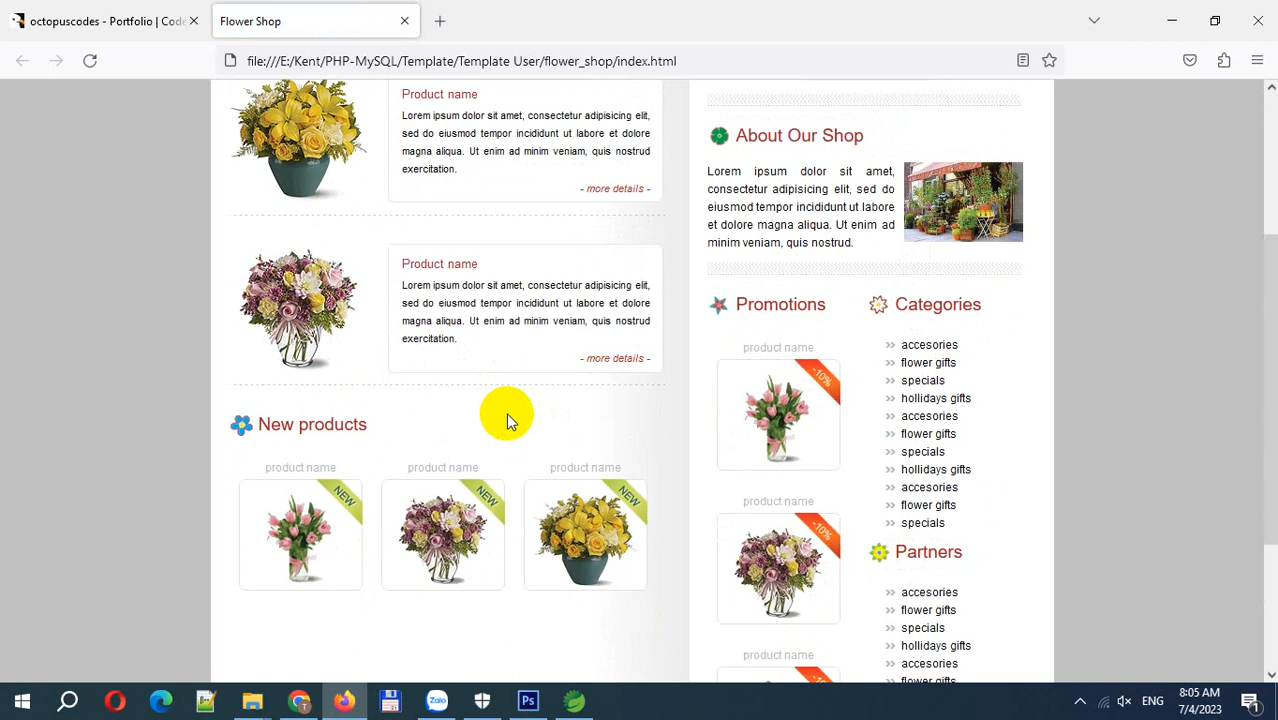 octopuscodes - Portfolio | Code
Flower Shop
file:///E:/Kent/PHP-MySQL/Template/Template User/flower_shop/index.html
Product name
Lorem ipsum dolor sit amet, consectetur adipisicing elit,
sed do eiusmod tempor incididunt ut labore et dolore
magna aliqua. Ut enim ad minim veniam, quis nostrud
exercitation.
- more details -
Product name
Lorem ipsum dolor sit amet, consectetur adipisicing elit,
sed do eiusmod tempor incididunt ut labore et dolore
magna aliqua. Ut enim ad minim veniam, quis nostrud
exercitation.
- more details -
New products
product name
product name
product name
NEW
NEW
NEW
About Our Shop
Lorem ipsum dolor sit amet,
consectetur adipisicing elit, sed do
eiusmod tempor incididunt ut labore
et dolore magna aliqua. Ut enim ad
minim veniam, quis nostrud.
Promotions
product name
-10%
product name
-10%
product name
Categories
accesories
flower gifts
specials
hollidays gifts
accesories
flower gifts
specials
hollidays gifts
accesories
flower gifts
specials
Partners
accesories
flower gifts
specials
hollidays gifts
accesories
flower gifts
Zalo
Ps
ENG
8:05 AM
7/4/2023
1